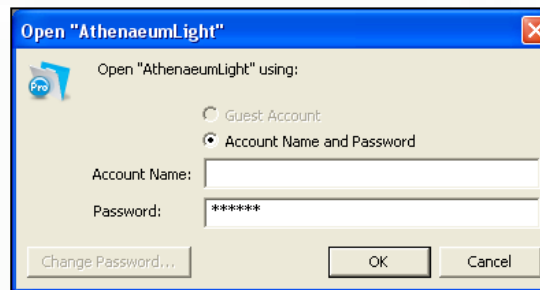 Open "AthenaeumLight"
Pro
Open "AthenaeumLight" using:
Guest Account
Account Name and Password
Account Name:
Password: ******
Change Password...
OK
Cancel